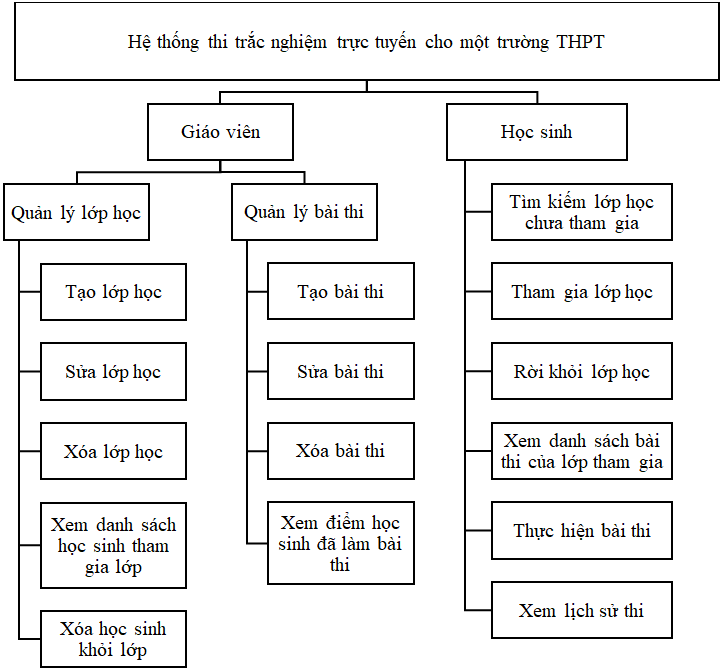 Hệ thống thi trắc nghiệm trực tuyến cho một trường THPT
Giáo viên
Học sinh
Quản lý lớp học
Quản lý bài thi
Tạo lớp học
Sửa lớp học
Xóa lớp học
Xem danh sách
học sinh tham
gia lớp
Xóa học sinh
khỏi lớp
Tạo bài thi
Sửa bài thi
Xóa bài thi
Xem điểm học
sinh đã làm bài
thi
Tìm kiếm lớp học
chưa tham gia
Tham gia lớp học
Rời khỏi lớp học
Xem danh sách bài
thi của lớp tham gia
Thực hiện bài thi
Xem lịch sử thi